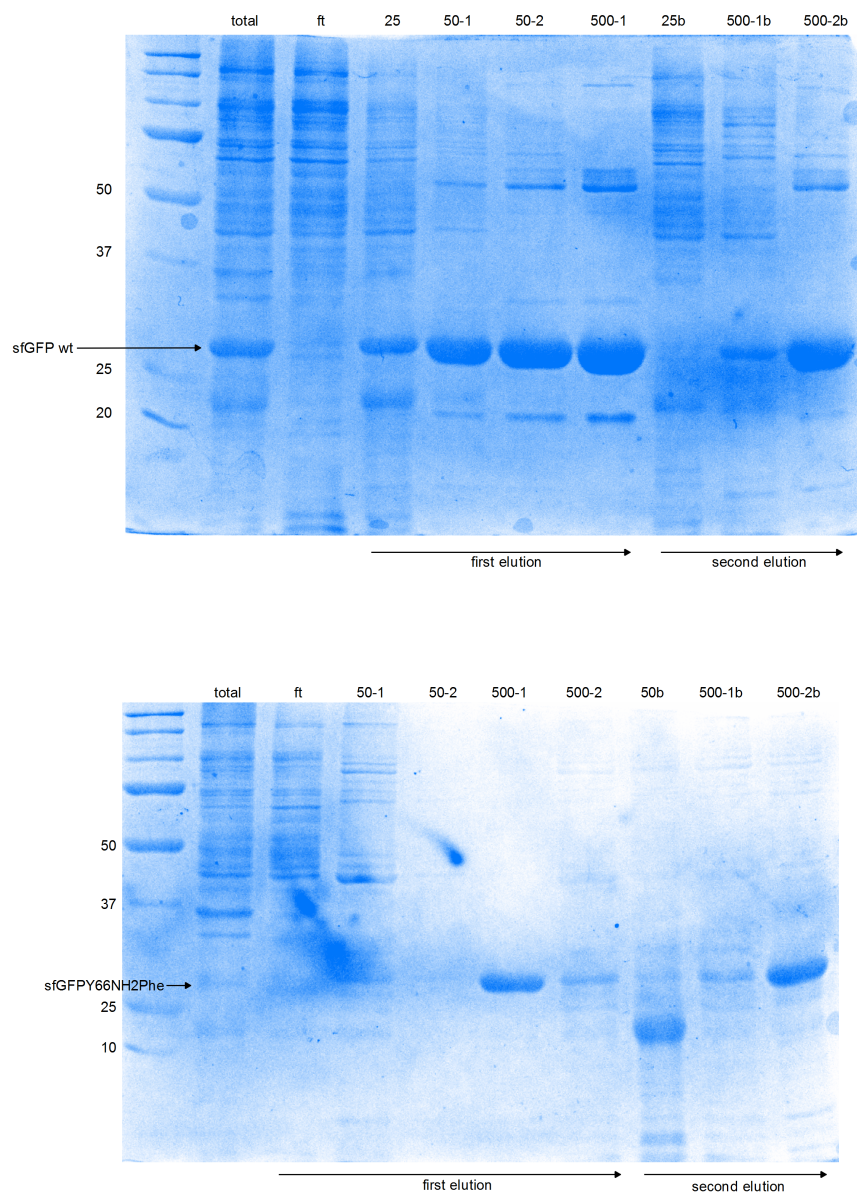 total ft 25 50-1 50-2 500-1 25b 500-1b 500-2b
50
37
sfGFP wt
25
20
first elution second elution
total ft 50-1 50-2 500-1 500-2 50b 500-1b 500-2b
50
37
sfGFPY66NH2Phe
25
10
first elution second elution